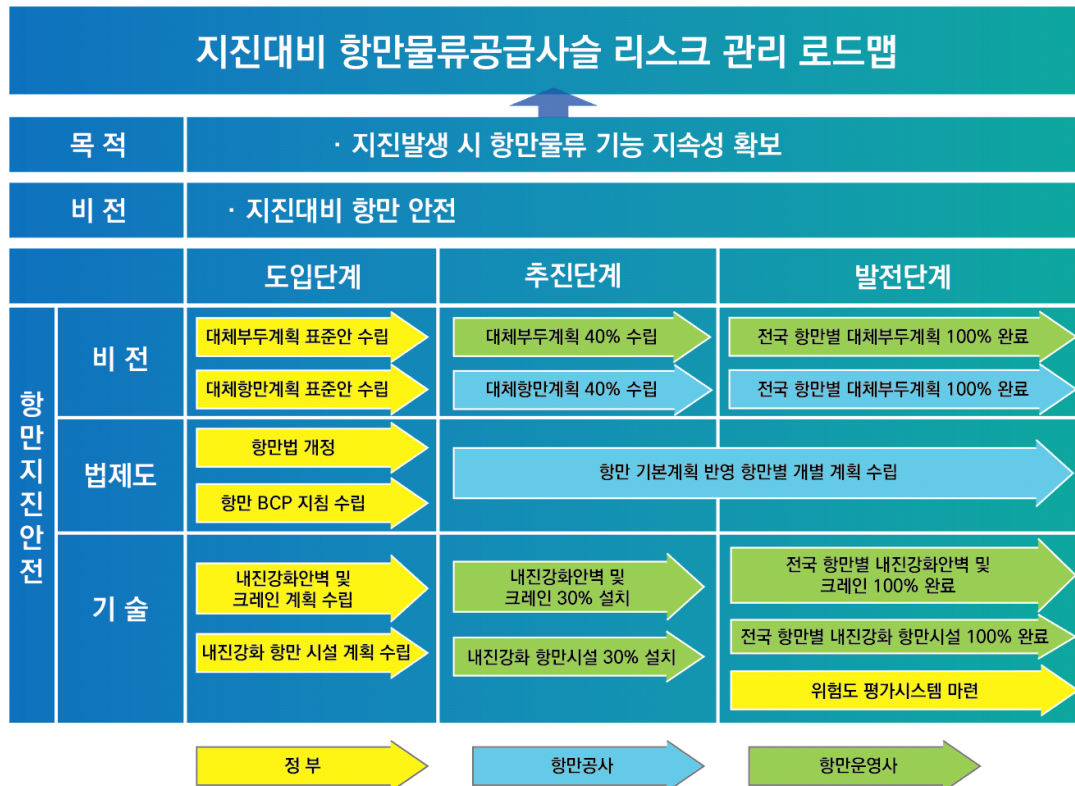 지진대비 항만물류공급사슬 리스크 관리 로드맵
목 적
· 지진발생 시 항만물류 기능 지속성 확보
비 전
· 지진대비 항만 안전
도입단계
추진단계
발전단계
항만지진안전
비 전
대체부두계획 표준안 수립
대체부두계획 40% 수립
전국 항만별 대체부두계획 100% 완료
대체항만계획 표준안 수립
대체항만계획 40% 수립
전국 항만별 대체부두계획 100% 완료
법제도
항만법 개정
항만 BCP 지침 수립
항만 기본계획 반영 항만별 개별 계획 수립
기 술
내진강화안벽 및
크레인 계획 수립
내진강화안벽 및
크레인 30% 설치
전국 항만별 내진강화안벽 및
크레인 100% 완료
내진강화 항만 시설 계획 수립
내진강화 항만시설 30% 설치
전국 항만별 내진강화 항만시설 100% 완료
위험도 평가시스템 마련
정 부
항만공사
항만운영사